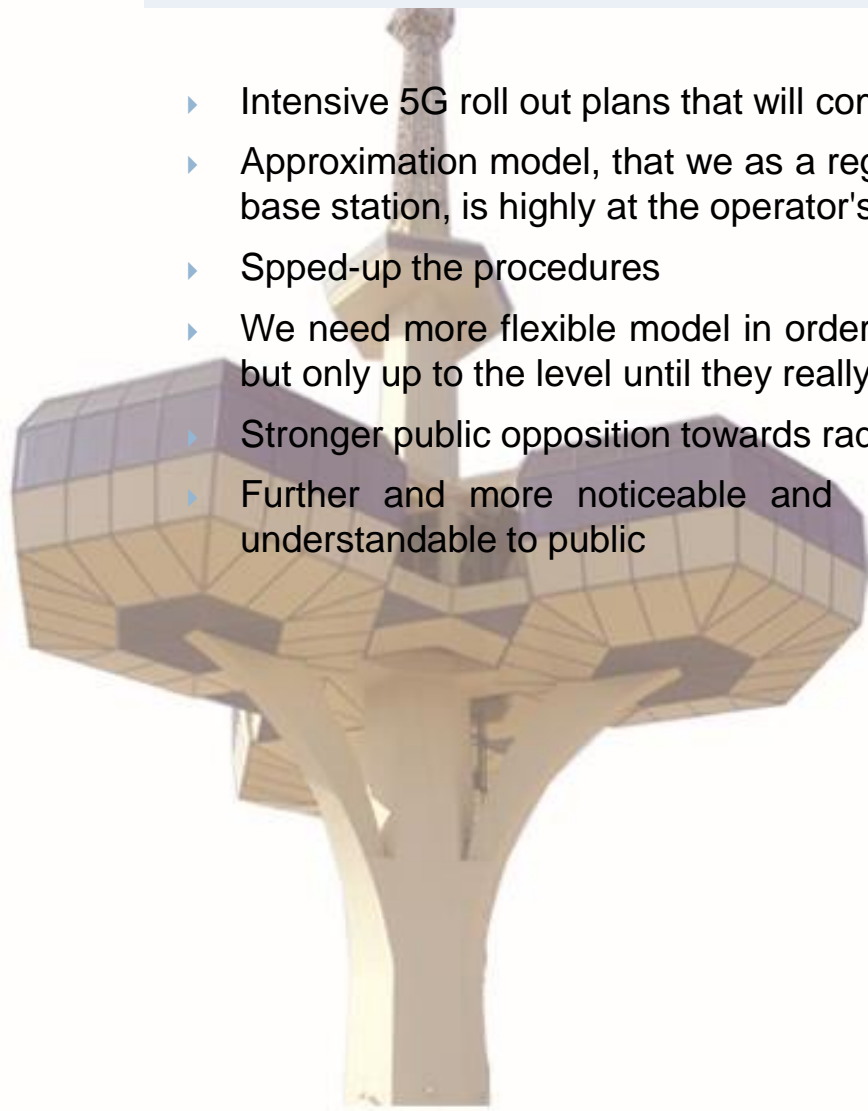 Intensive 5G roll out plans that will con
Approximation model, that we as a reg
base station, is highly at the operator's
Spped-up the procedures
We need more flexible model in order
but only up to the level until they really
Stronger public opposition towards rad
Further and more noticeable and
understandable to public